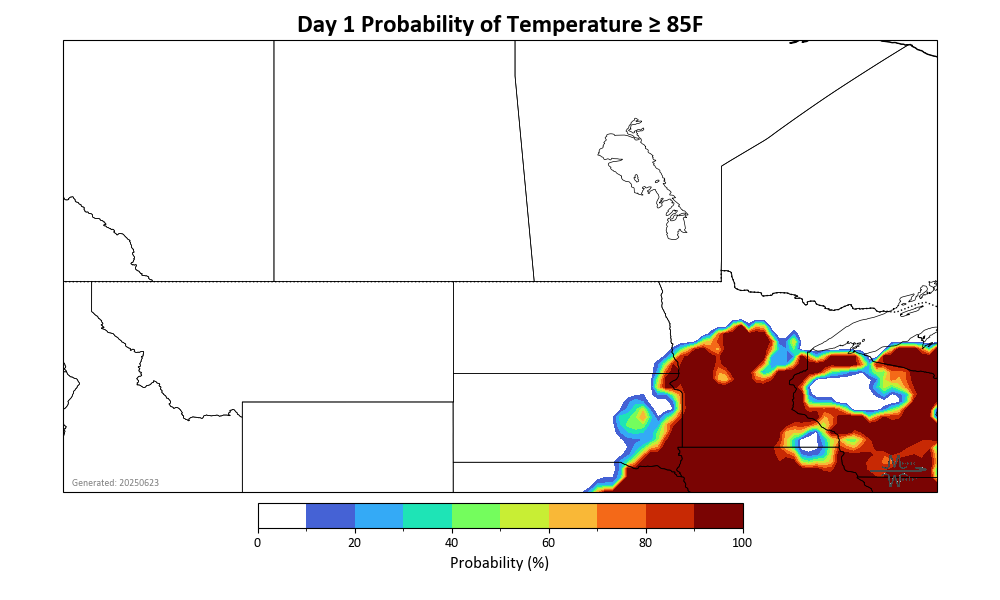 Day 1 Probability of Temperature ≥ 85F
Generated: 20250623
0 20 40 60 80 100
Probability (%)